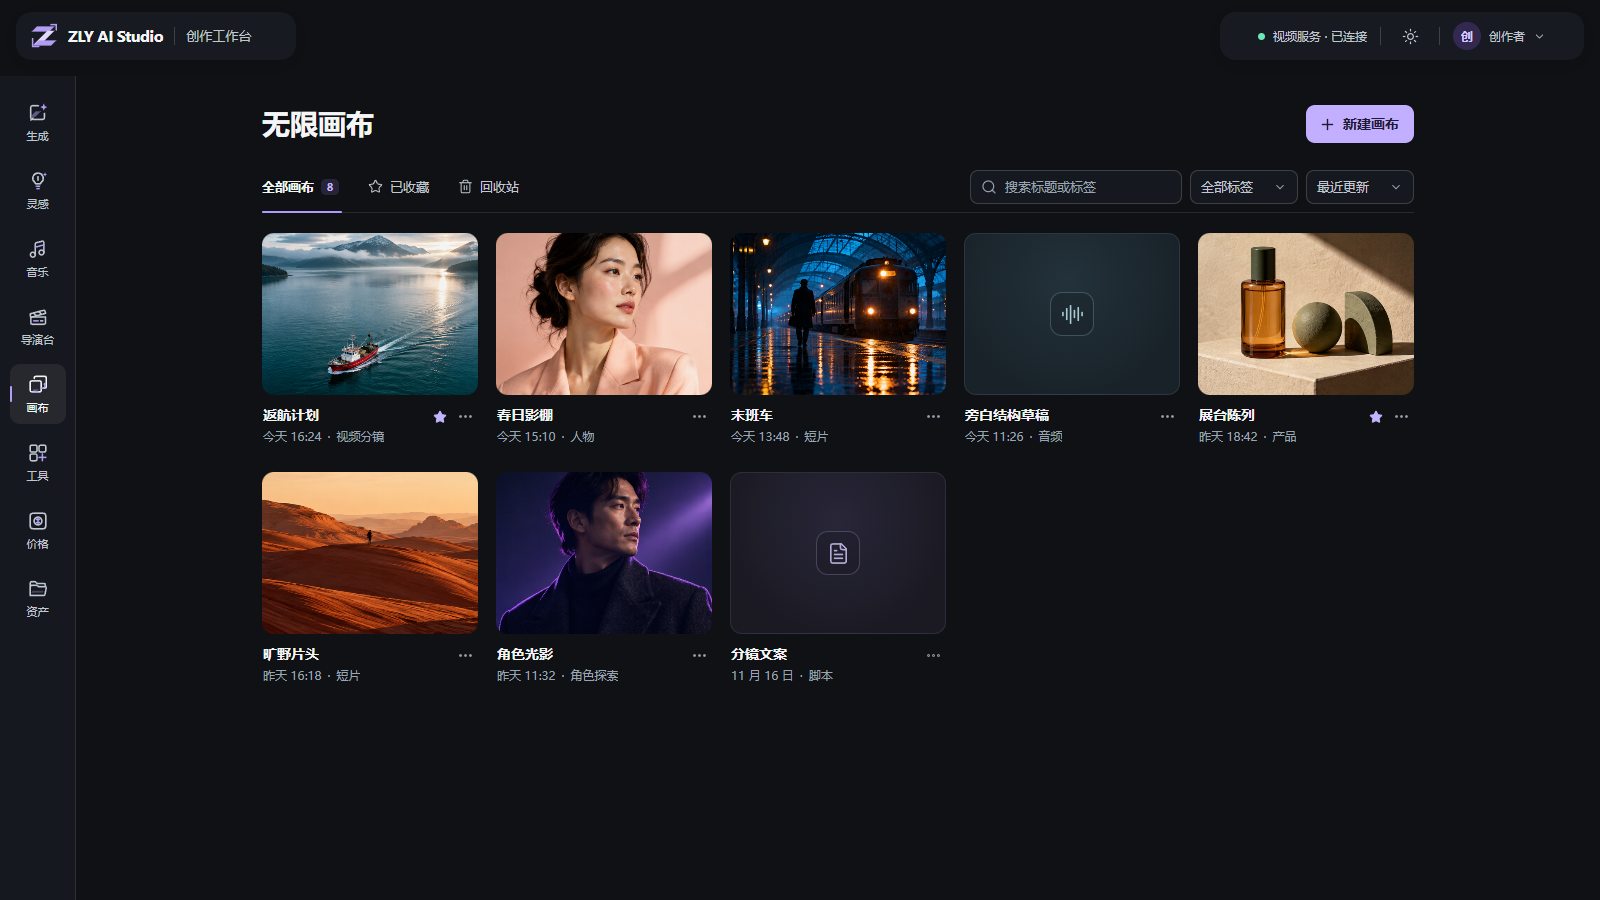 ZLY AI Studio 创作工作台
视频服务 · 已连接
创 创作者
生成
灵感
音乐
导演台
画布
工具
价格
资产
无限画布
新建画布
全部画布 8 已收藏 回收站
搜索标题或标签 全部标签 最近更新
返航计划
今天 16:24 · 视频分镜
春日影棚
今天 15:10 · 人物
末班车
今天 13:48 · 短片
旁白结构草稿
今天 11:26 · 音频
展台陈列
昨天 18:42 · 产品
旷野片头
昨天 16:18 · 短片
角色光影
昨天 11:32 · 角色探索
分镜文案
11 月 16 日 · 脚本